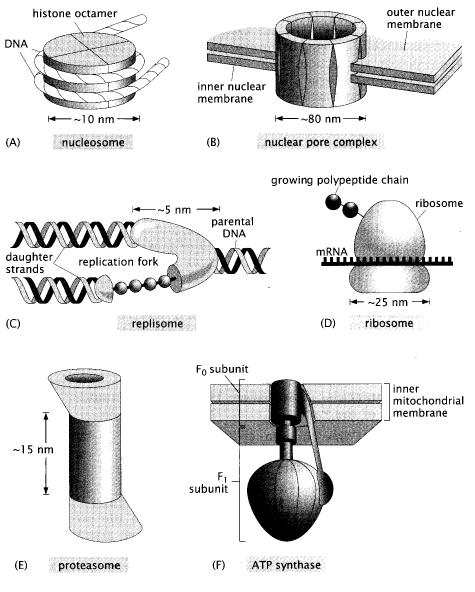 histone octamer
DNA
~10 nm
(A) nucleosome
outer nuclear
membrane
inner nuclear
membrane
~80 nm
(B) nuclear pore complex
~5 nm
parental
DNA
daughter
strands
replication fork
(C) replisome
growing polypeptide chain
ribosome
mRNA
~25 nm
(D) ribosome
~15 nm
(E) proteasome
F₀ subunit
inner
mitochondrial
membrane
F₁
subunit
(F) ATP synthase